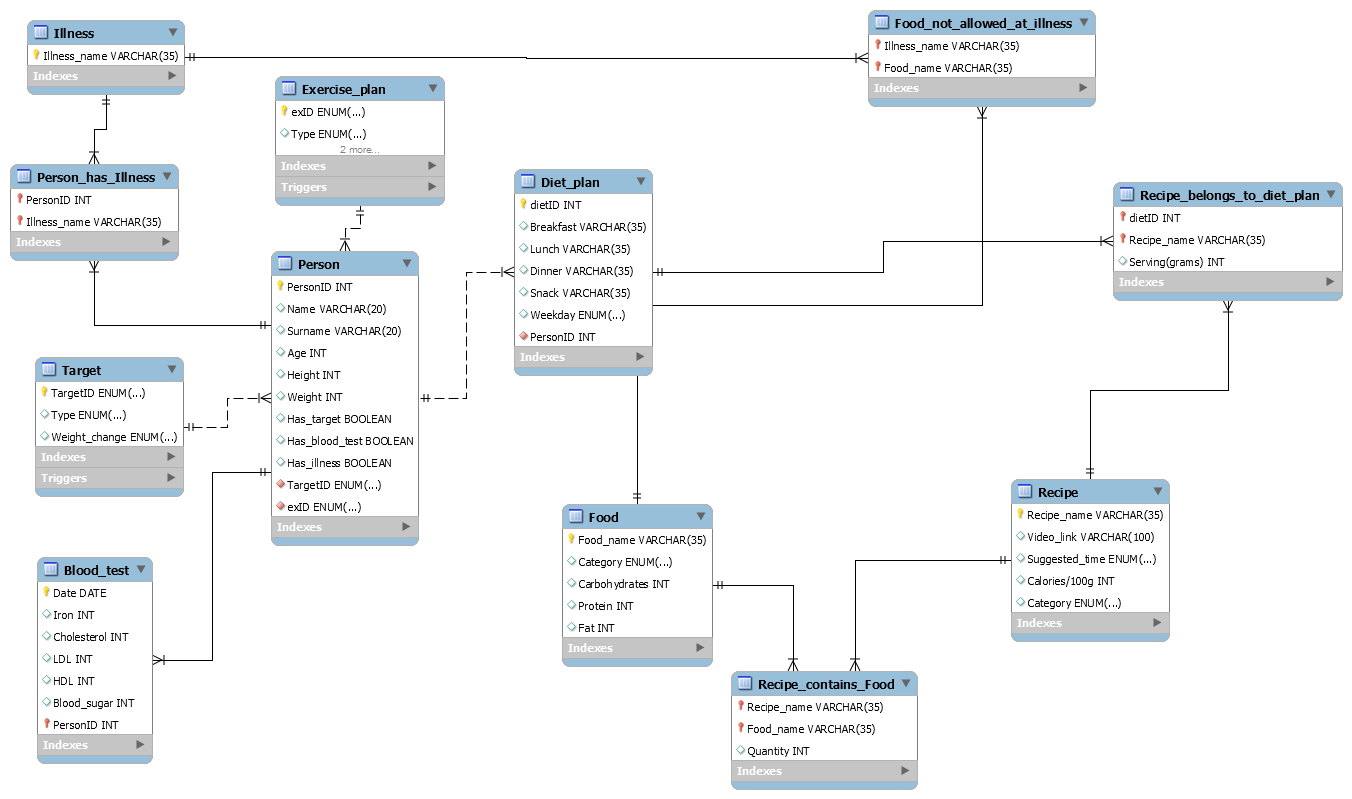 Illness
Illness_name VARCHAR(35)
Indexes
Food_not_allowed_at_illness
Illness_name VARCHAR(35)
Food_name VARCHAR(35)
Indexes
Exercise_plan
exID ENUM(...)
Type ENUM(...)
2 more...
Indexes
Triggers
Person_has_Illness
PersonID INT
Illness_name VARCHAR(35)
Indexes
Diet_plan
dietID INT
Breakfast VARCHAR(35)
Lunch VARCHAR(35)
Dinner VARCHAR(35)
Snack VARCHAR(35)
Weekday ENUM(...)
PersonID INT
Indexes
Recipe_belongs_to_diet_plan
dietID INT
Recipe_name VARCHAR(35)
Serving(grams) INT
Indexes
Person
PersonID INT
Name VARCHAR(20)
Surname VARCHAR(20)
Age INT
Height INT
Weight INT
Has_target BOOLEAN
Has_blood_test BOOLEAN
Has_illness BOOLEAN
TargetID ENUM(...)
exID ENUM(...)
Indexes
Target
TargetID ENUM(...)
Type ENUM(...)
Weight_change ENUM(...)
Indexes
Triggers
Blood_test
Date DATE
Iron INT
Cholesterol INT
LDL INT
HDL INT
Blood_sugar INT
PersonID INT
Indexes
Food
Food_name VARCHAR(35)
Category ENUM(...)
Carbohydrates INT
Protein INT
Fat INT
Indexes
Recipe
Recipe_name VARCHAR(35)
Video_link VARCHAR(100)
Suggested_time ENUM(...)
Calories/100g INT
Category ENUM(...)
Indexes
Recipe_contains_Food
Recipe_name VARCHAR(35)
Food_name VARCHAR(35)
Quantity INT
Indexes